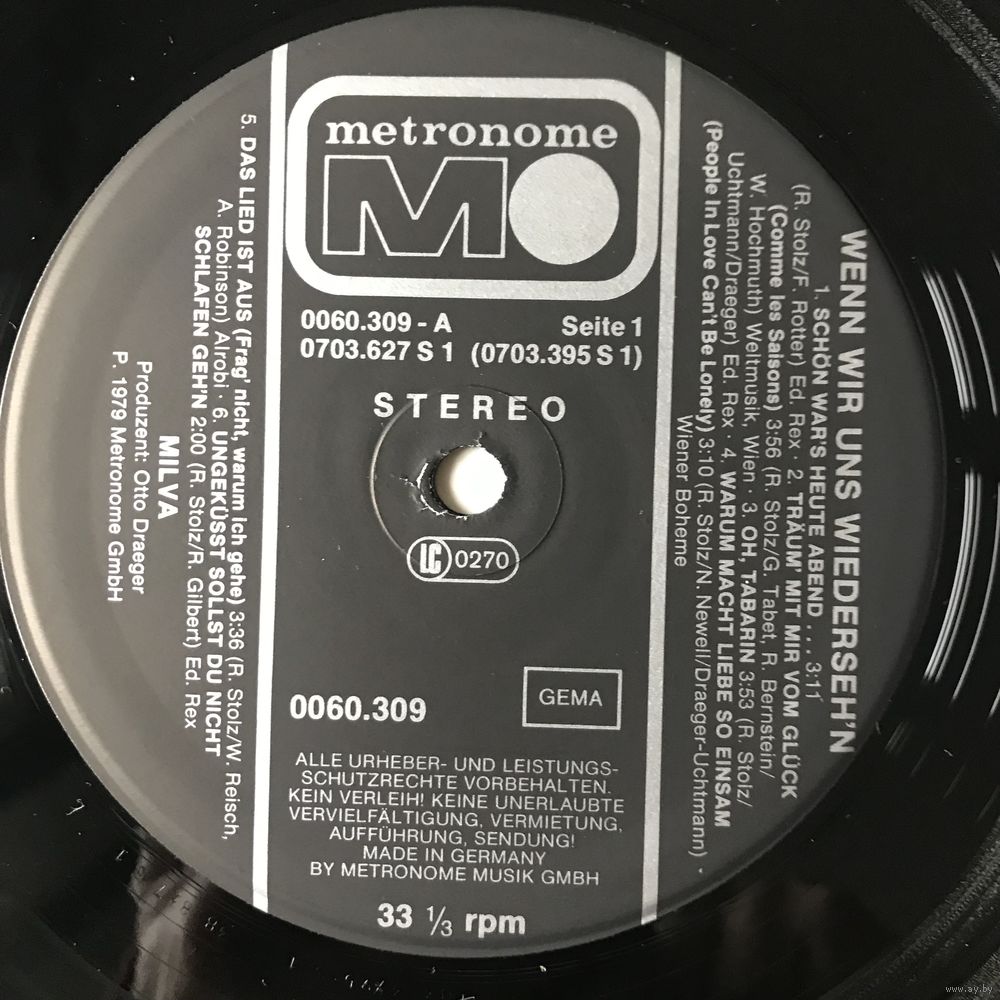 metronome
0060.309 - A Seite 1
0703.627 S 1 (0703.395 S 1)
STEREO
LC 0270
0060.309 GEMA
ALLE URHEBER- UND LEISTUNGS-
SCHUTZRECHTE VORBEHALTEN.
KEIN VERLEIH! KEINE UNERLAUBTE
VERVIELFÄLTIGUNG, VERMIETUNG,
AUFFÜHRUNG, SENDUNG!
MADE IN GERMANY
BY METRONOME MUSIK GMBH
33 1/3 rpm
WENN WIR UNS WIEDERSEH'N
1. SCHÖN WAR'S HEUTE ABEND . . . 3:11
(R. Stolz/F. Rotter) Ed. Rex · 2. TRÄUM' MIT MIR VOM GLÜCK
(Comme les Saisons) 3:56 (R. Stolz/G. Tabet, R. Bernstein/
W. Hochmuth) Weltmusik, Wien · 3. OH, TABARIN 3:53 (R. Stolz/
Uchtmann/Draeger) Ed. Rex · 4. WARUM MACHT LIEBE SO EINSAM
(People In Love Can't Be Lonely) 3:10 (R. Stolz/N. Newell/Draeger-Uchtmann) ·
Wiener Boheme
5. DAS LIED IST AUS (Frag' nicht, warum ich gehe) 3:36 (R. Stolz/W. Reisch,
A. Robinson) Alrobi · 6. UNGEKÜSST SOLLST DU NICHT
SCHLAFEN GEH'N 2:00 (R. Stolz/R. Gilbert) Ed. Rex
MILVA
Produzent: Otto Draeger
P. 1979 Metronome GmbH
www.ay.by